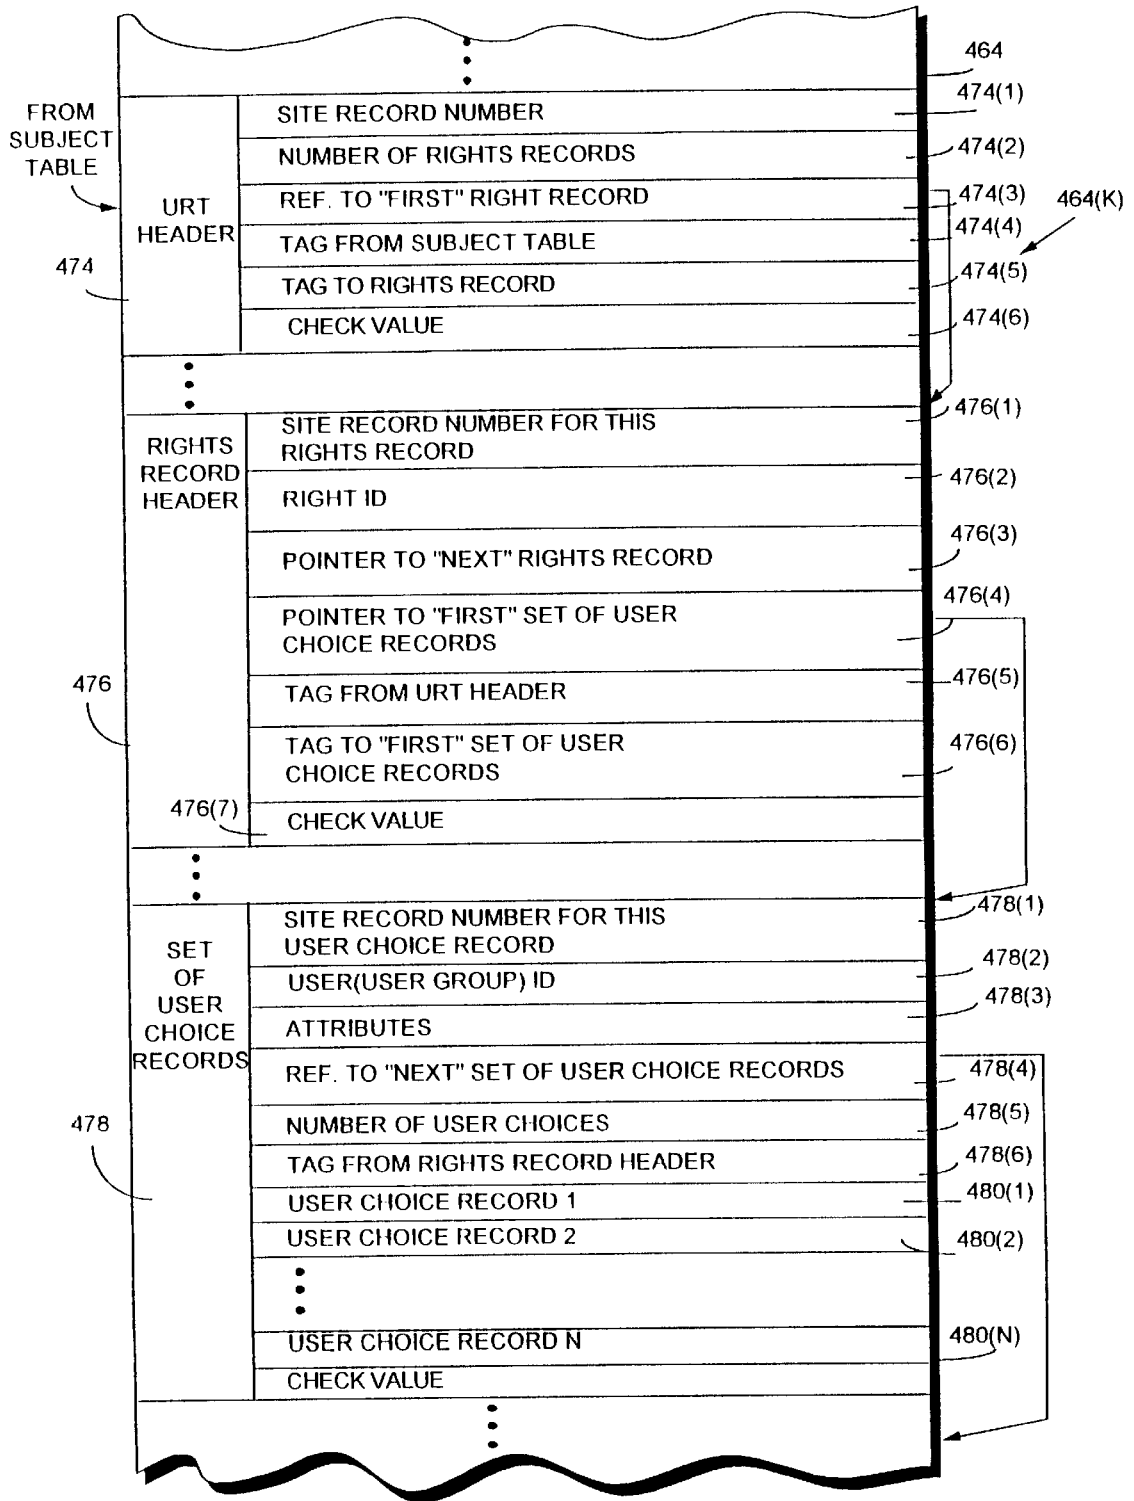 464
474(1)
FROM
SUBJECT
TABLE
SITE RECORD NUMBER
474(2)
NUMBER OF RIGHTS RECORDS
474(3)
REF. TO "FIRST" RIGHT RECORD
464(K)
URT
HEADER
474(4)
TAG FROM SUBJECT TABLE
474
474(5)
TAG TO RIGHTS RECORD
474(6)
CHECK VALUE
476(1)
RIGHTS
RECORD
HEADER
SITE RECORD NUMBER FOR THIS
RIGHTS RECORD
476(2)
RIGHT ID
476(3)
POINTER TO "NEXT" RIGHTS RECORD
476(4)
POINTER TO "FIRST" SET OF USER
CHOICE RECORDS
476
476(5)
TAG FROM URT HEADER
476(6)
TAG TO "FIRST" SET OF USER
CHOICE RECORDS
476(7)
CHECK VALUE
478(1)
SITE RECORD NUMBER FOR THIS
USER CHOICE RECORD
SET
OF
USER
CHOICE
RECORDS
478(2)
USER(USER GROUP) ID
478(3)
ATTRIBUTES
478(4)
REF. TO "NEXT" SET OF USER CHOICE RECORDS
478
478(5)
NUMBER OF USER CHOICES
478(6)
TAG FROM RIGHTS RECORD HEADER
480(1)
USER CHOICE RECORD 1
480(2)
USER CHOICE RECORD 2
480(N)
USER CHOICE RECORD N
CHECK VALUE